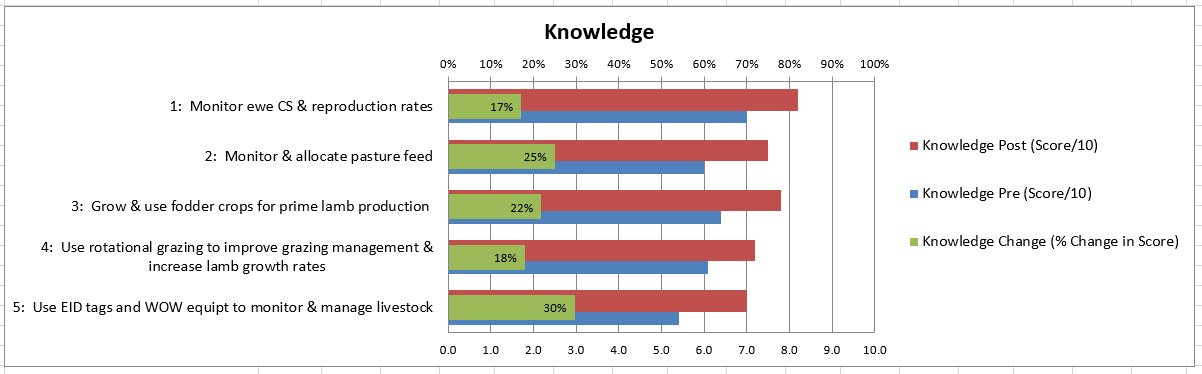 Knowledge
0% 10% 20% 30% 40% 50% 60% 70% 80% 90% 100%
1: Monitor ewe CS & reproduction rates
17%
2: Monitor & allocate pasture feed
25%
3: Grow & use fodder crops for prime lamb production
22%
4: Use rotational grazing to improve grazing management &
increase lamb growth rates
18%
5: Use EID tags and WOW equipt to monitor & manage livestock
30%
0.0 1.0 2.0 3.0 4.0 5.0 6.0 7.0 8.0 9.0 10.0
Knowledge Post (Score/10)
Knowledge Pre (Score/10)
Knowledge Change (% Change in Score)